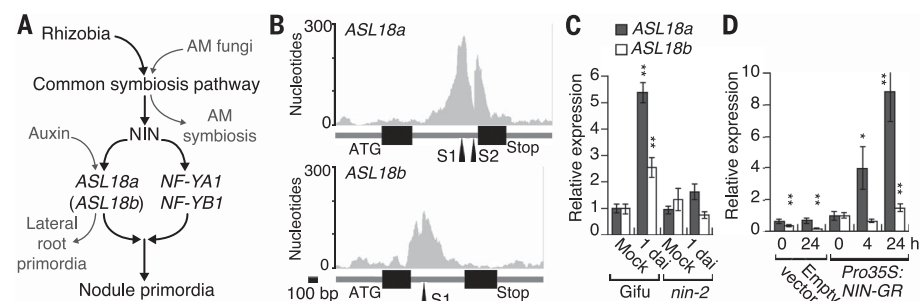 A
Rhizobia
AM fungi
Common symbiosis pathway
AM
symbiosis
Auxin
NIN
ASL18a
(ASL18b)
NF-YA1
NF-YB1
Lateral
root
primordia
Nodule primordia
B
300
ASL18a
Nucleotides
0
ATG
S1
S2
Stop
300
ASL18b
Nucleotides
0
100 bp
ATG
S1
Stop
C
ASL18a
ASL18b
Relative expression
6
5
4
3
2
1
0
**
**
Mock
1 dai
Mock
1 dai
Gifu
nin-2
D
Relative expression
10
8
6
4
2
0
**
**
*
**
**
0
24
0
4
24 h
Empty
vector
Pro35S:
NIN-GR